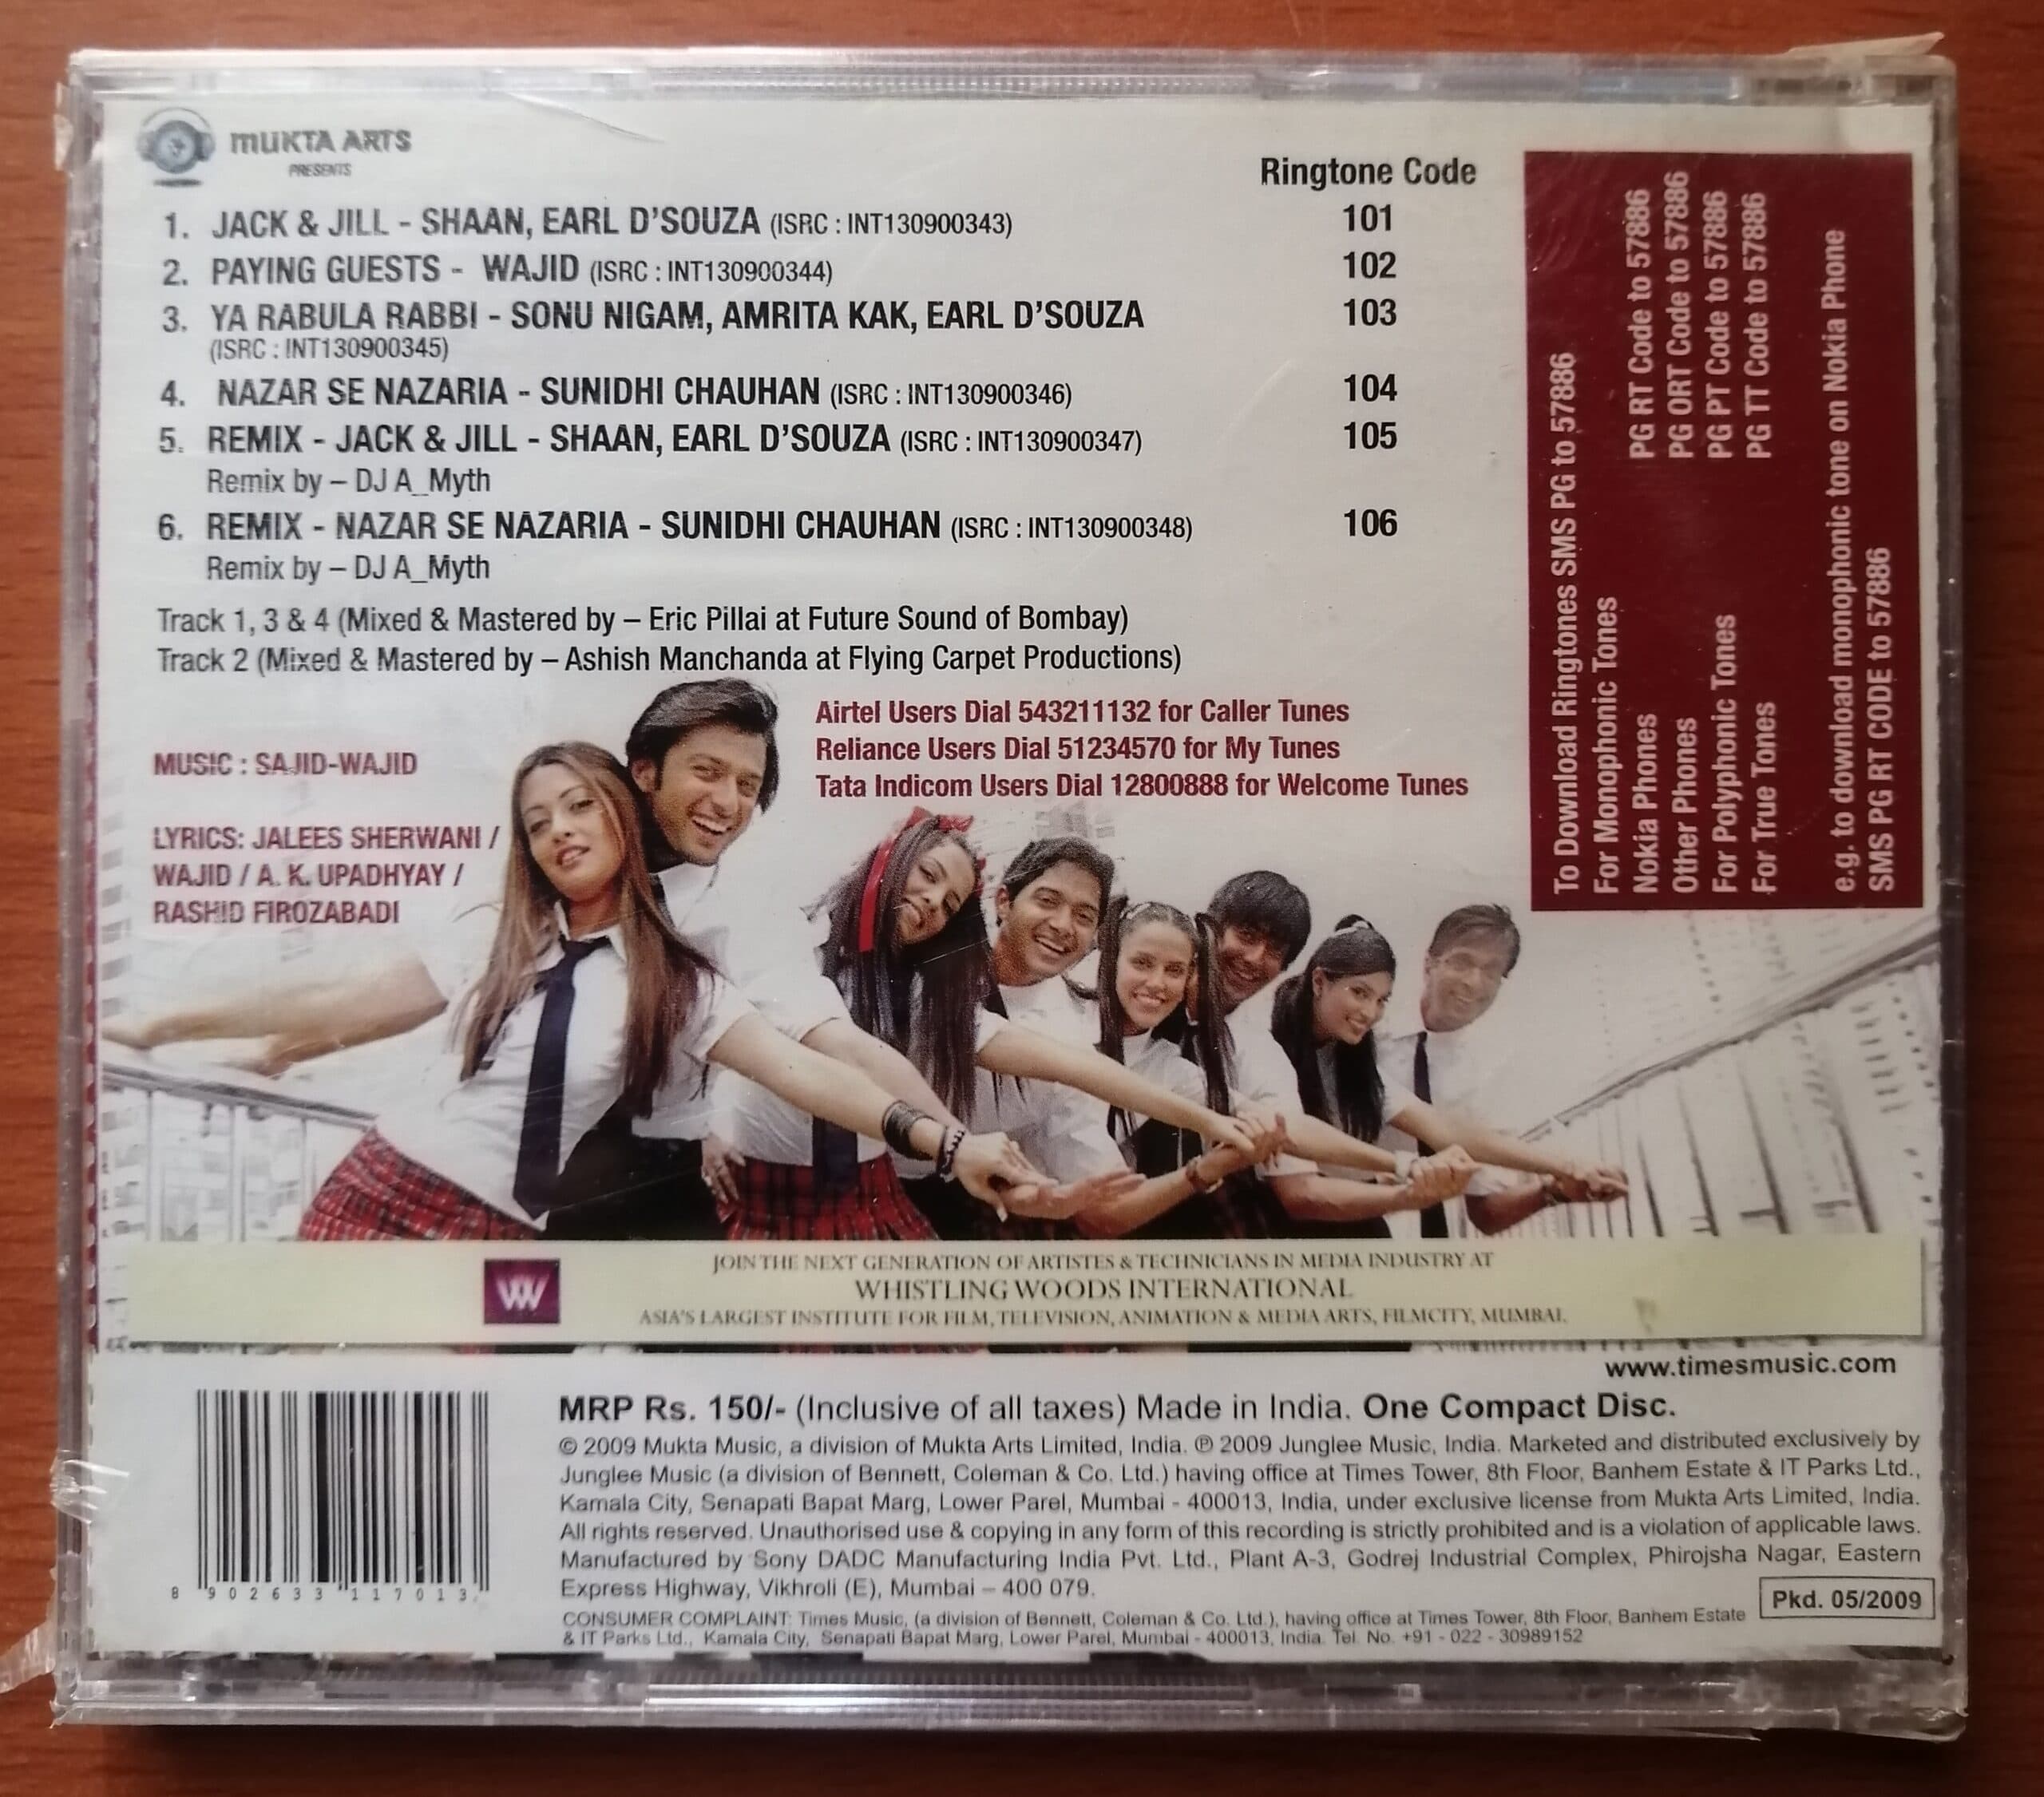 MUKTA ARTS
PRESENTS
Ringtone Code
1. JACK & JILL - SHAAN, EARL D'SOUZA (ISRC : INT130900343) 101
2. PAYING GUESTS - WAJID (ISRC : INT130900344) 102
3. YA RABULA RABBI - SONU NIGAM, AMRITA KAK, EARL D'SOUZA 103
(ISRC : INT130900345)
4. NAZAR SE NAZARIA - SUNIDHI CHAUHAN (ISRC : INT130900346) 104
5. REMIX - JACK & JILL - SHAAN, EARL D'SOUZA (ISRC : INT130900347) 105
Remix by – DJ A_Myth
6. REMIX - NAZAR SE NAZARIA - SUNIDHI CHAUHAN (ISRC : INT130900348) 106
Remix by – DJ A_Myth
Track 1, 3 & 4 (Mixed & Mastered by – Eric Pillai at Future Sound of Bombay)
Track 2 (Mixed & Mastered by – Ashish Manchanda at Flying Carpet Productions)
Airtel Users Dial 543211132 for Caller Tunes
Reliance Users Dial 51234570 for My Tunes
Tata Indicom Users Dial 12800888 for Welcome Tunes
MUSIC : SAJID-WAJID
LYRICS: JALEES SHERWANI /
WAJID / A. K. UPADHYAY /
RASHID FIROZABADI
To Download Ringtones SMS PG to 57886
For Monophonic Tones
Nokia Phones PG RT Code to 57886
Other Phones PG ORT Code to 57886
For Polyphonic Tones PG PT Code to 57886
For True Tones PG TT Code to 57886
e.g. to download monophonic tone on Nokia Phone
SMS PG RT CODE to 57886
WW
JOIN THE NEXT GENERATION OF ARTISTES & TECHNICIANS IN MEDIA INDUSTRY AT
WHISTLING WOODS INTERNATIONAL
ASIA'S LARGEST INSTITUTE FOR FILM, TELEVISION, ANIMATION & MEDIA ARTS, FILMCITY, MUMBAI.
www.timesmusic.com
MRP Rs. 150/- (Inclusive of all taxes) Made in India. One Compact Disc.
© 2009 Mukta Music, a division of Mukta Arts Limited, India. ℗ 2009 Junglee Music, India. Marketed and distributed exclusively by
Junglee Music (a division of Bennett, Coleman & Co. Ltd.) having office at Times Tower, 8th Floor, Banhem Estate & IT Parks Ltd.,
Kamala City, Senapati Bapat Marg, Lower Parel, Mumbai - 400013, India, under exclusive license from Mukta Arts Limited, India.
All rights reserved. Unauthorised use & copying in any form of this recording is strictly prohibited and is a violation of applicable laws.
Manufactured by Sony DADC Manufacturing India Pvt. Ltd., Plant A-3, Godrej Industrial Complex, Phirojsha Nagar, Eastern
Express Highway, Vikhroli (E), Mumbai – 400 079.
Pkd. 05/2009
CONSUMER COMPLAINT: Times Music, (a division of Bennett, Coleman & Co. Ltd.), having office at Times Tower, 8th Floor, Banhem Estate
& IT Parks Ltd., Kamala City, Senapati Bapat Marg, Lower Parel, Mumbai - 400013, India. Tel. No. +91 - 022 - 30989152
8 902633 117013